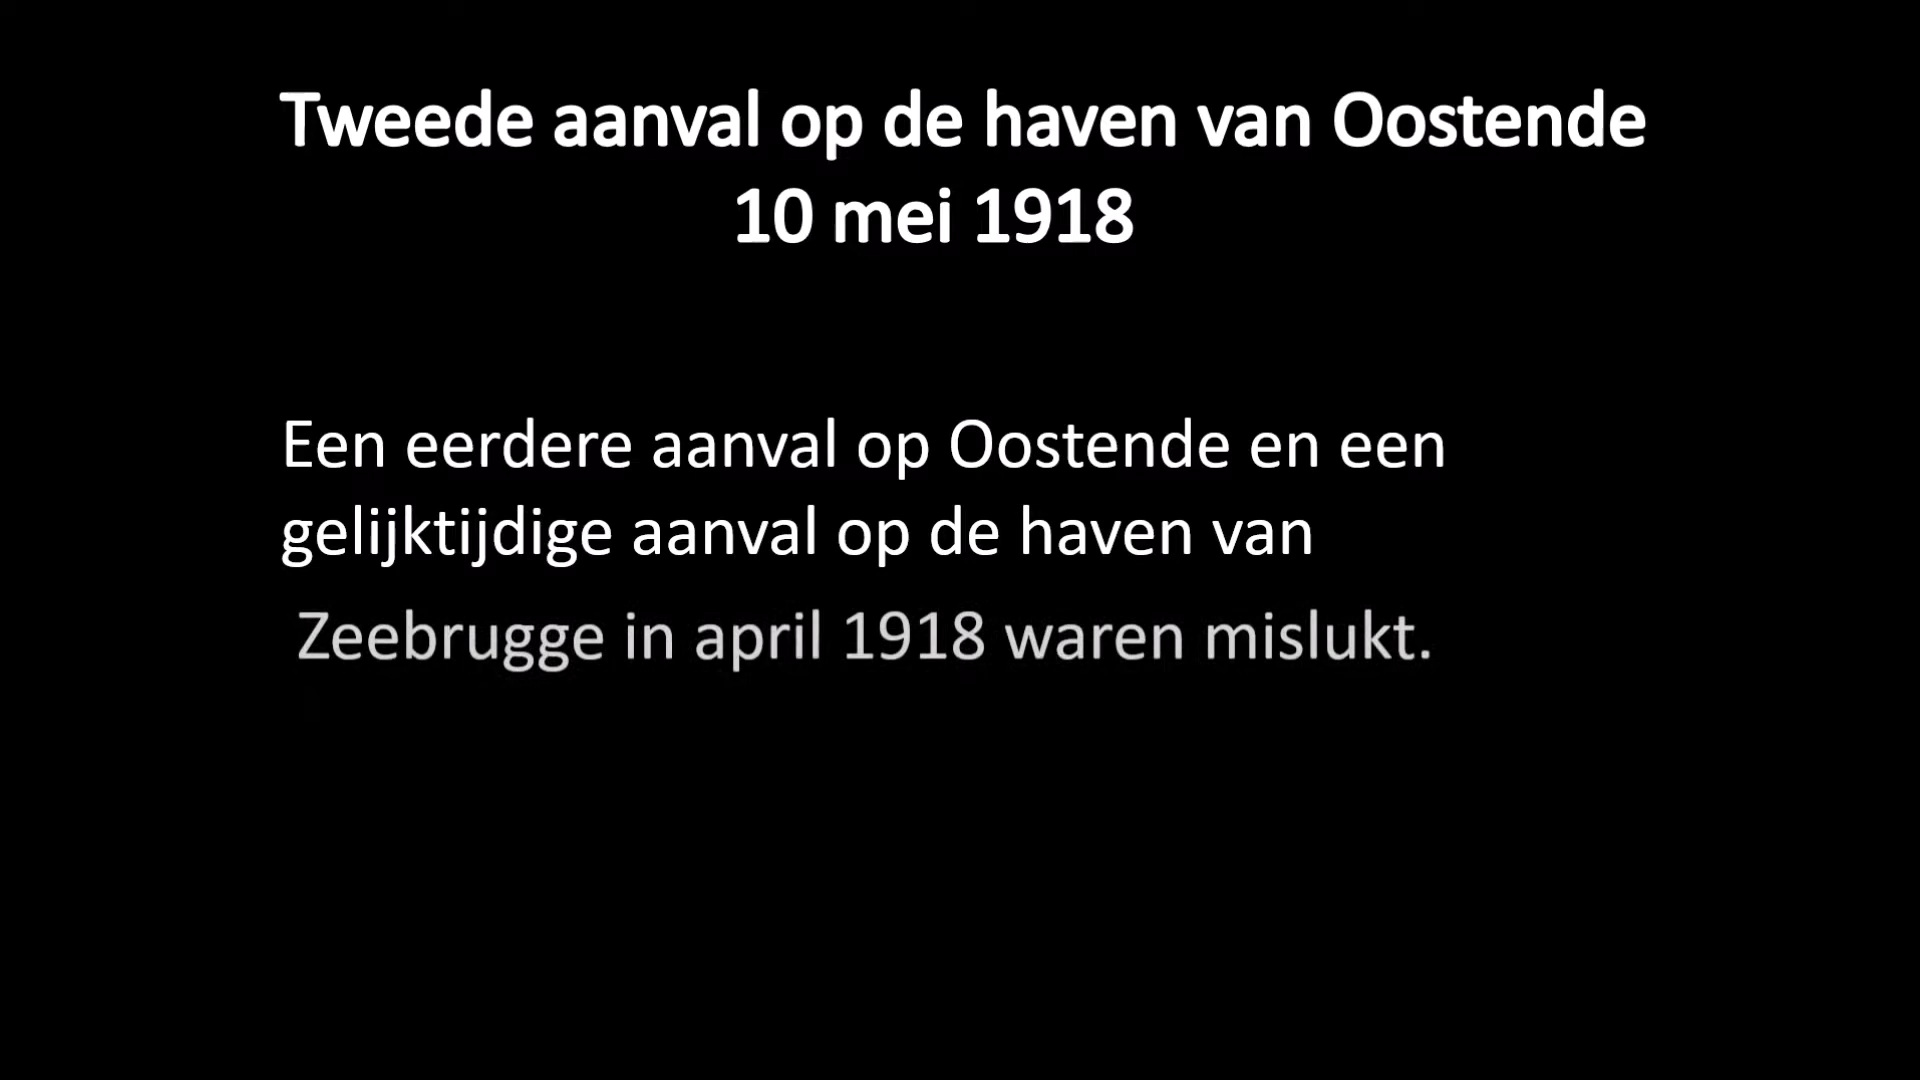 Tweede aanval op de haven van Oostende
10 mei 1918
Een eerdere aanval op Oostende en een
gelijktijdige aanval op de haven van
Zeebrugge in april 1918 waren mislukt.